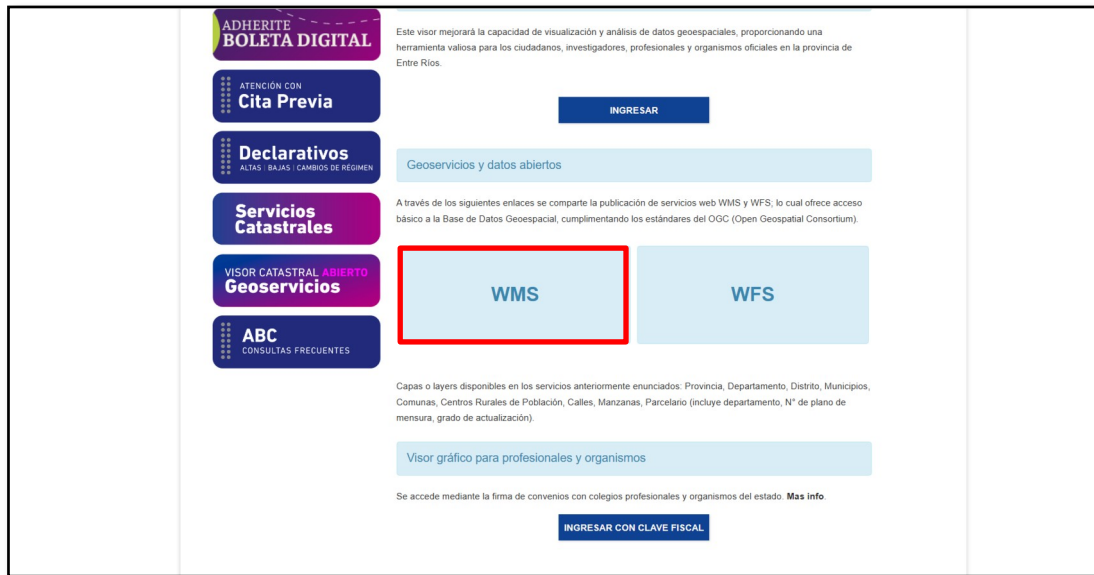 ADHERITE
BOLETA DIGITAL
ATENCIÓN CON
Cita Previa
Declarativos
ALTAS | BAJAS | CAMBIOS DE RÉGIMEN
Servicios
Catastrales
VISOR CATASTRAL ABIERTO
Geoservicios
ABC
CONSULTAS FRECUENTES
Este visor mejorará la capacidad de visualización y análisis de datos geoespaciales, proporcionando una
herramienta valiosa para los ciudadanos, investigadores, profesionales y organismos oficiales en la provincia de
Entre Ríos.
INGRESAR
Geoservicios y datos abiertos
A través de los siguientes enlaces se comparte la publicación de servicios web WMS y WFS; lo cual ofrece acceso
básico a la Base de Datos Geoespacial, cumplimentando los estándares del OGC (Open Geospatial Consortium).
WMS
WFS
Capas o layers disponibles en los servicios anteriormente enunciados: Provincia, Departamento, Distrito, Municipios,
Comunas, Centros Rurales de Población, Calles, Manzanas, Parcelario (incluye departamento, N° de plano de
mensura, grado de actualización).
Visor gráfico para profesionales y organismos
Se accede mediante la firma de convenios con colegios profesionales y organismos del estado. Mas info.
INGRESAR CON CLAVE FISCAL